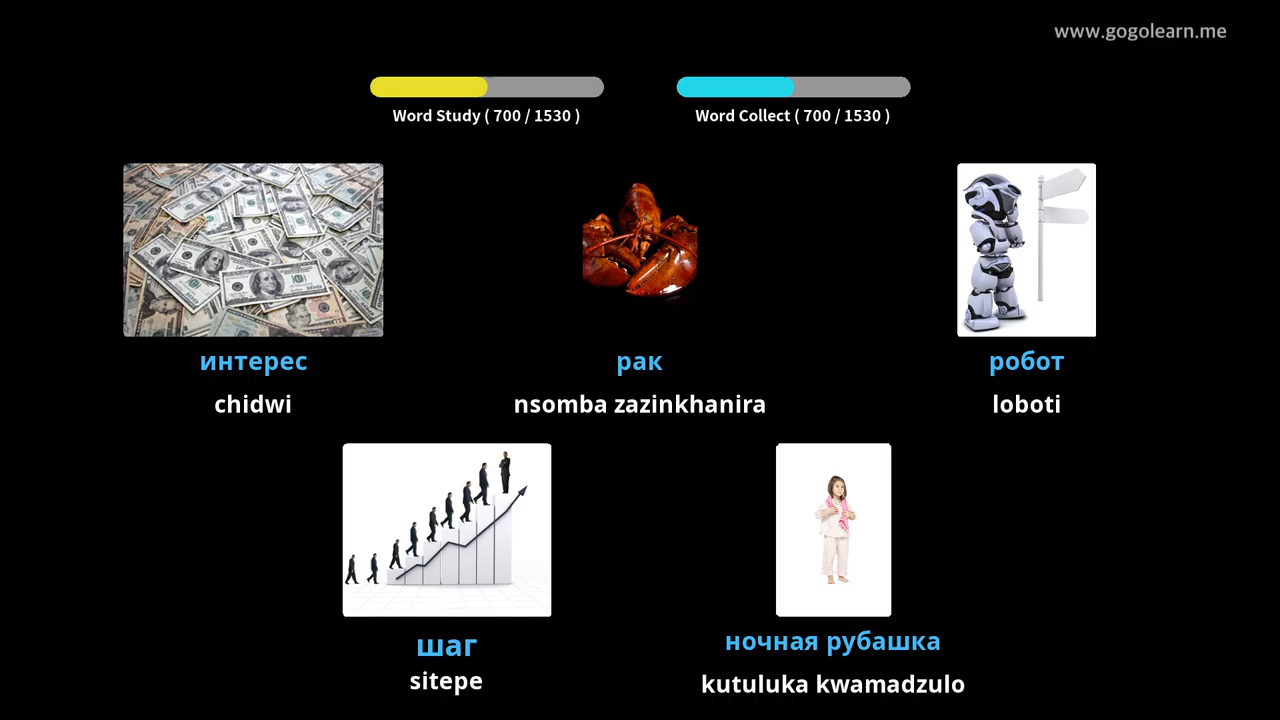 www.gogolearn.me
Word Study ( 700 / 1530 )
Word Collect ( 700 / 1530 )
интерес
chidwi
рак
nsomba zazinkhanira
робот
loboti
шаг
sitepe
ночная рубашка
kutuluka kwamadzulo